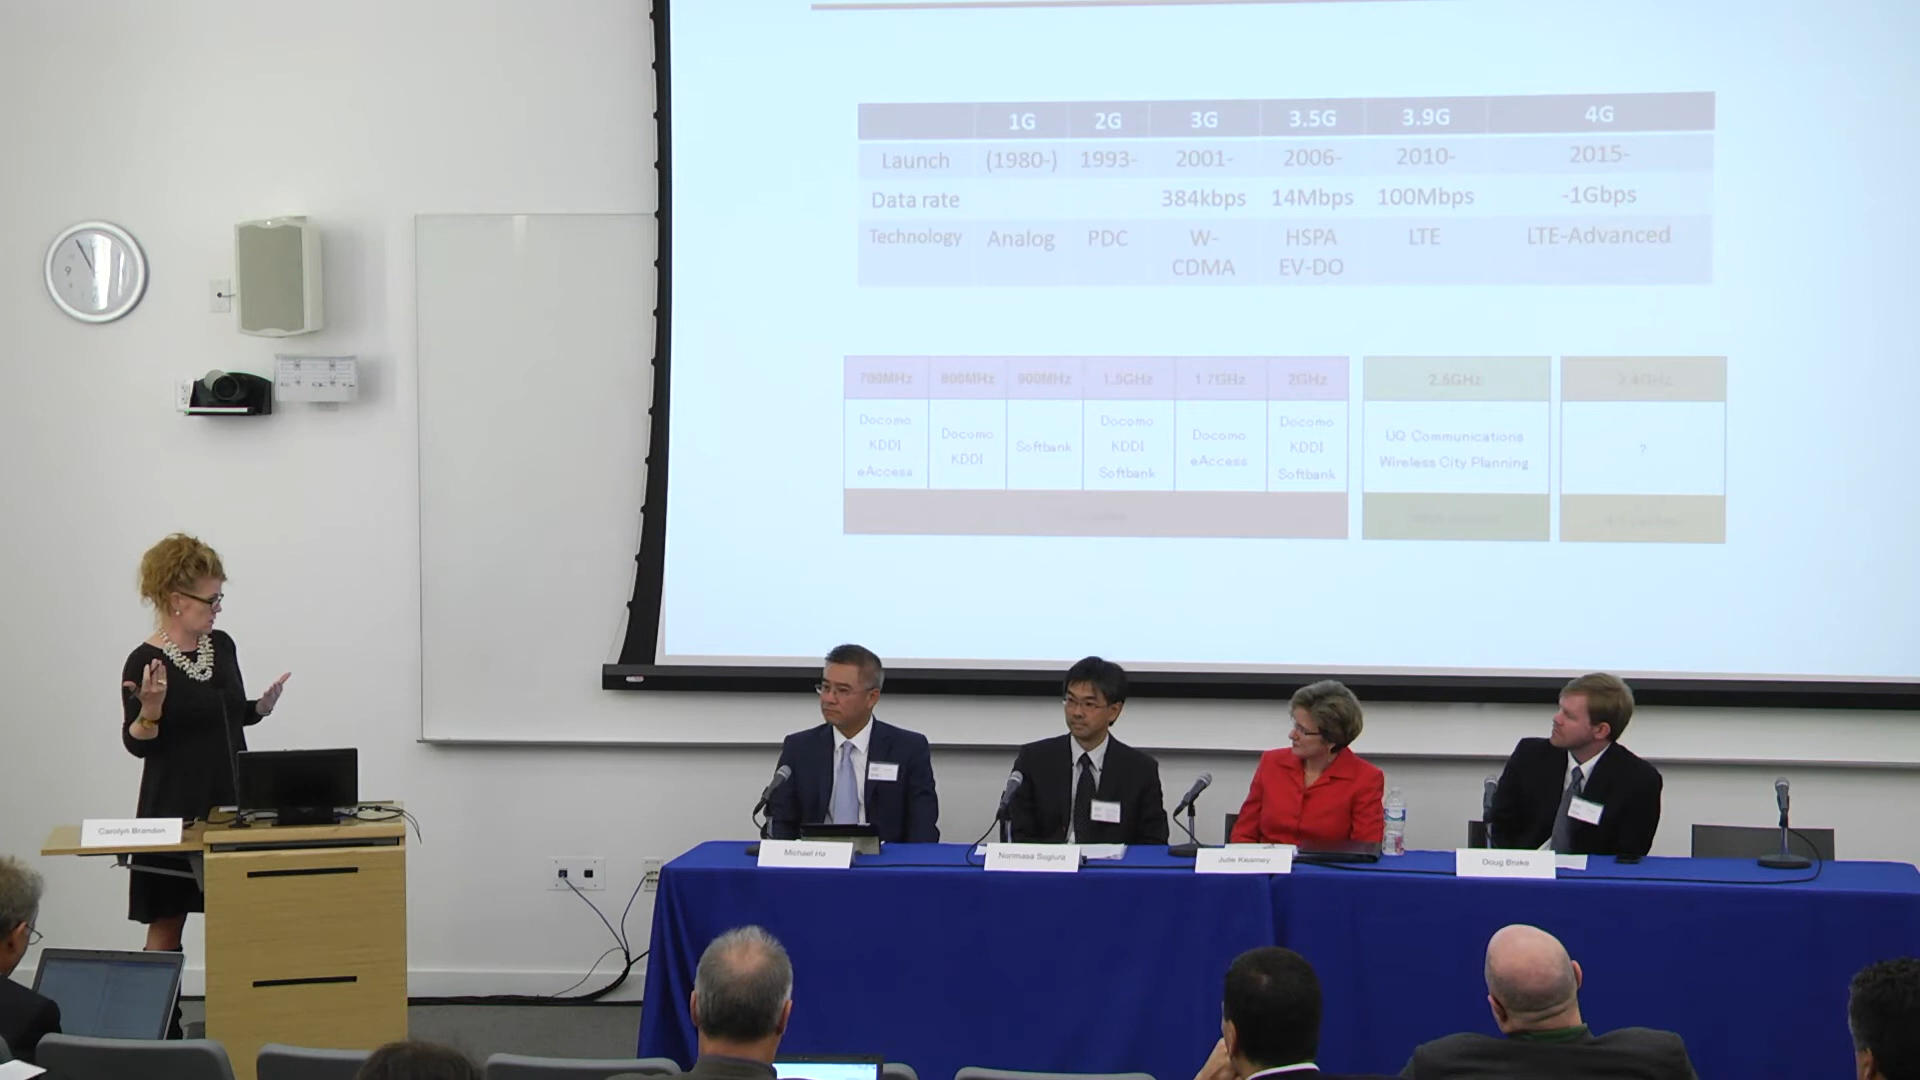 1G 2G 3G 3.5G 3.9G 4G
Launch (1980-) 1993- 2001- 2006- 2010- 2015-
Data rate 384kbps 14Mbps 100Mbps -1Gbps
Technology Analog PDC W- HSPA LTE LTE-Advanced
CDMA EV-DO
700MHz 800MHz 900MHz 1.5GHz 1.7GHz 2GHz 2.5GHz
Docomo Docomo Docomo
KDDI Docomo Softbank KDDI Docomo KDDI UQ Communications ?
eAccess KDDI Softbank eAccess Softbank Wireless City Planning
9
Carolyn Brandon
Michael Ha
Norimasa Sugiura
Julie Kearney
Doug Brake